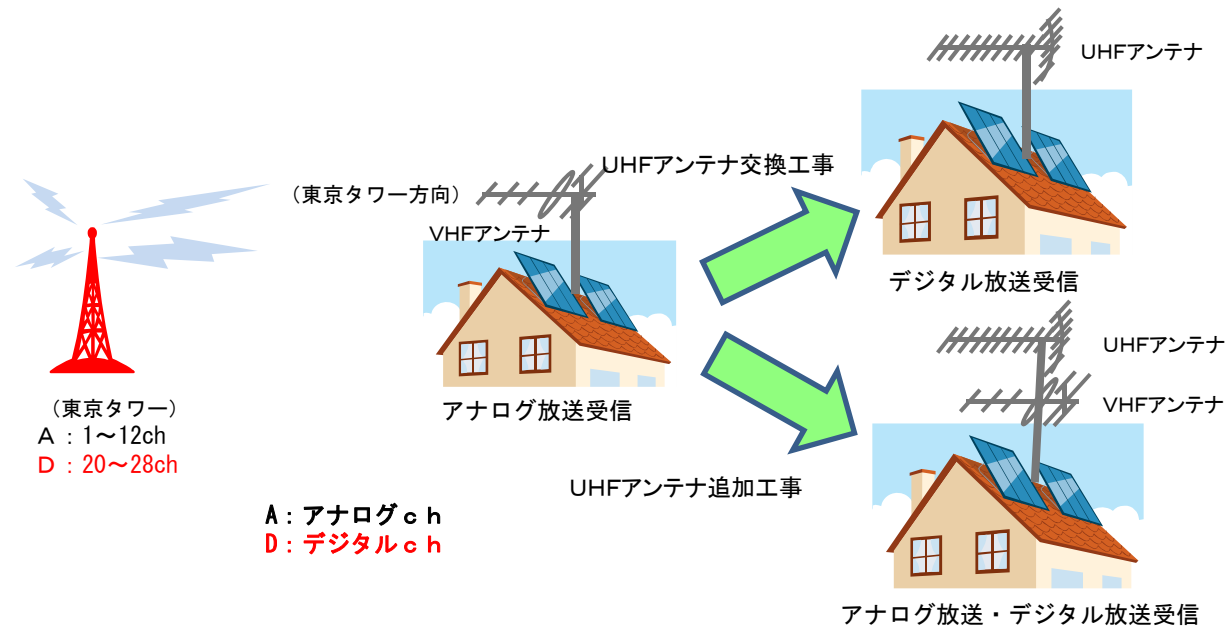 UHFアンテナ
UHFアンテナ交換工事
（東京タワー方向）
VHFアンテナ
デジタル放送受信
UHFアンテナ
（東京タワー）
アナログ放送受信
VHFアンテナ
A：1～12ch
D：20～28ch
UHFアンテナ追加工事
A：アナログｃｈ
D：デジタルｃｈ
アナログ放送・デジタル放送受信